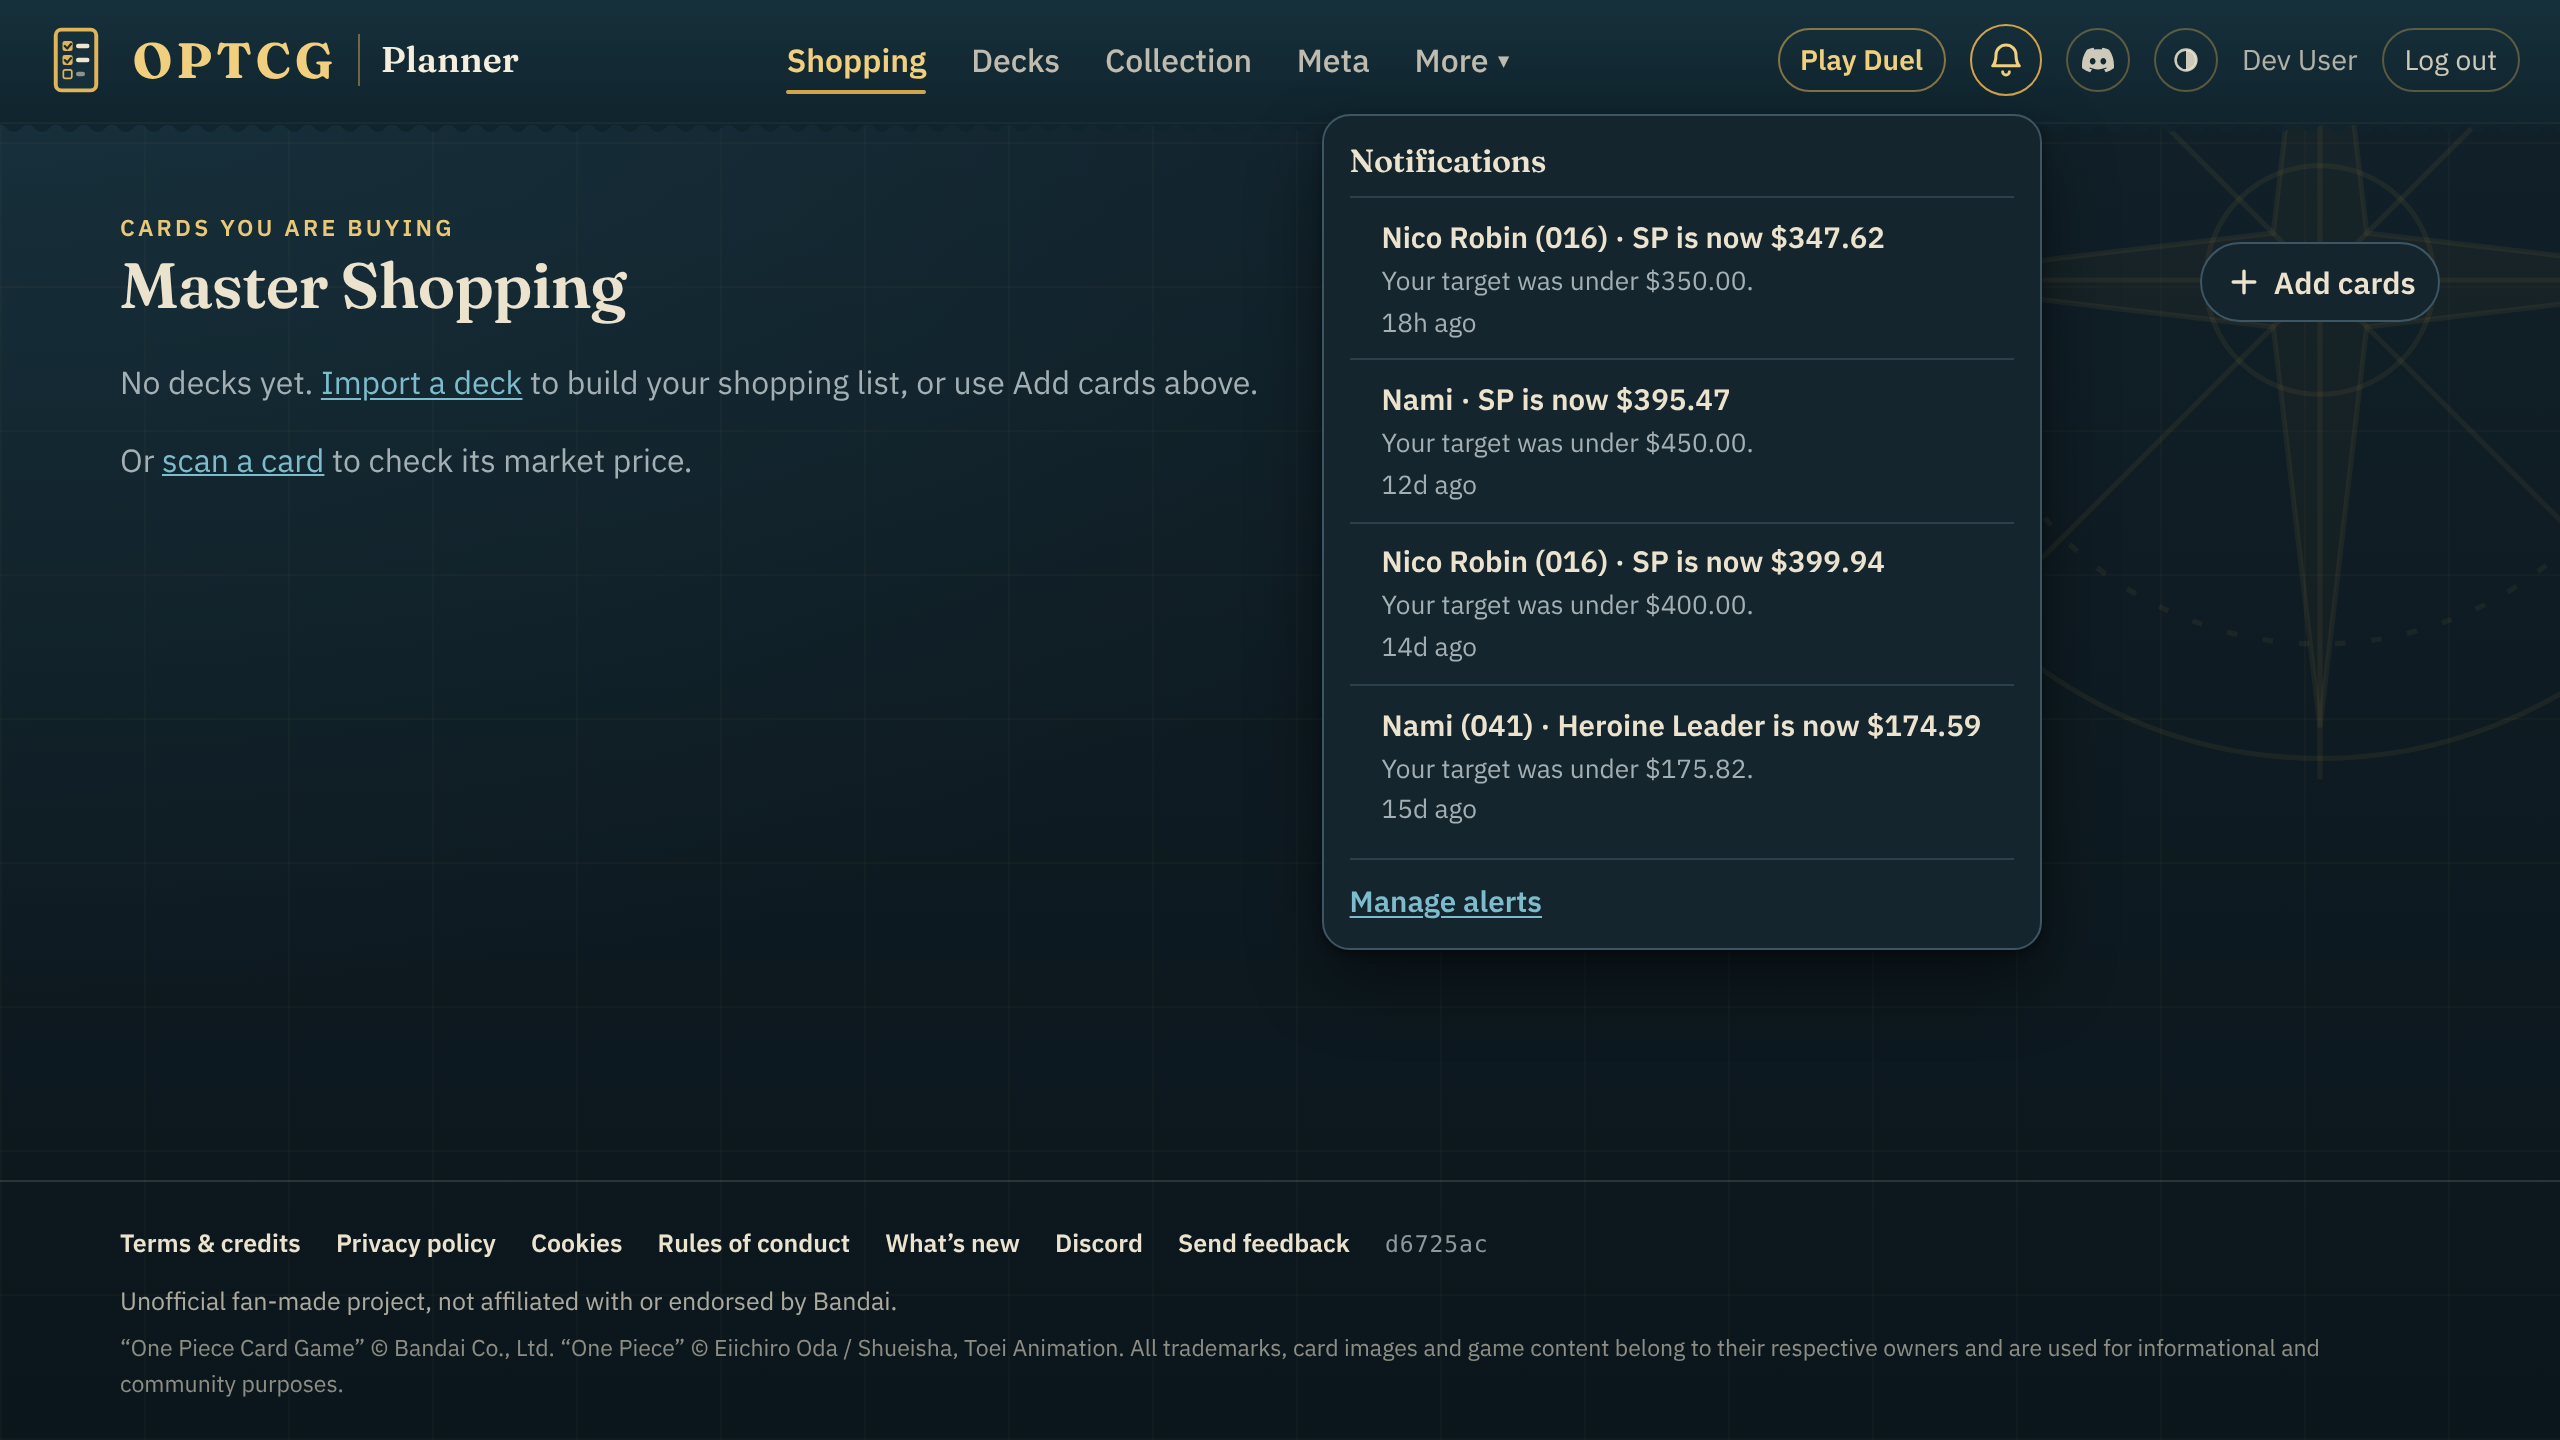 OPTCG Planner
Shopping Decks Collection Meta More ▾
Play Duel Dev User Log out
CARDS YOU ARE BUYING
Master Shopping
No decks yet. Import a deck to build your shopping list, or use Add cards above.
Or scan a card to check its market price.
+ Add cards
Notifications
Nico Robin (016) · SP is now $347.62
Your target was under $350.00.
18h ago
Nami · SP is now $395.47
Your target was under $450.00.
12d ago
Nico Robin (016) · SP is now $399.94
Your target was under $400.00.
14d ago
Nami (041) · Heroine Leader is now $174.59
Your target was under $175.82.
15d ago
Manage alerts
Terms & credits Privacy policy Cookies Rules of conduct What’s new Discord Send feedback d6725ac
Unofficial fan-made project, not affiliated with or endorsed by Bandai.
“One Piece Card Game” © Bandai Co., Ltd. “One Piece” © Eiichiro Oda / Shueisha, Toei Animation. All trademarks, card images and game content belong to their respective owners and are used for informational and
community purposes.